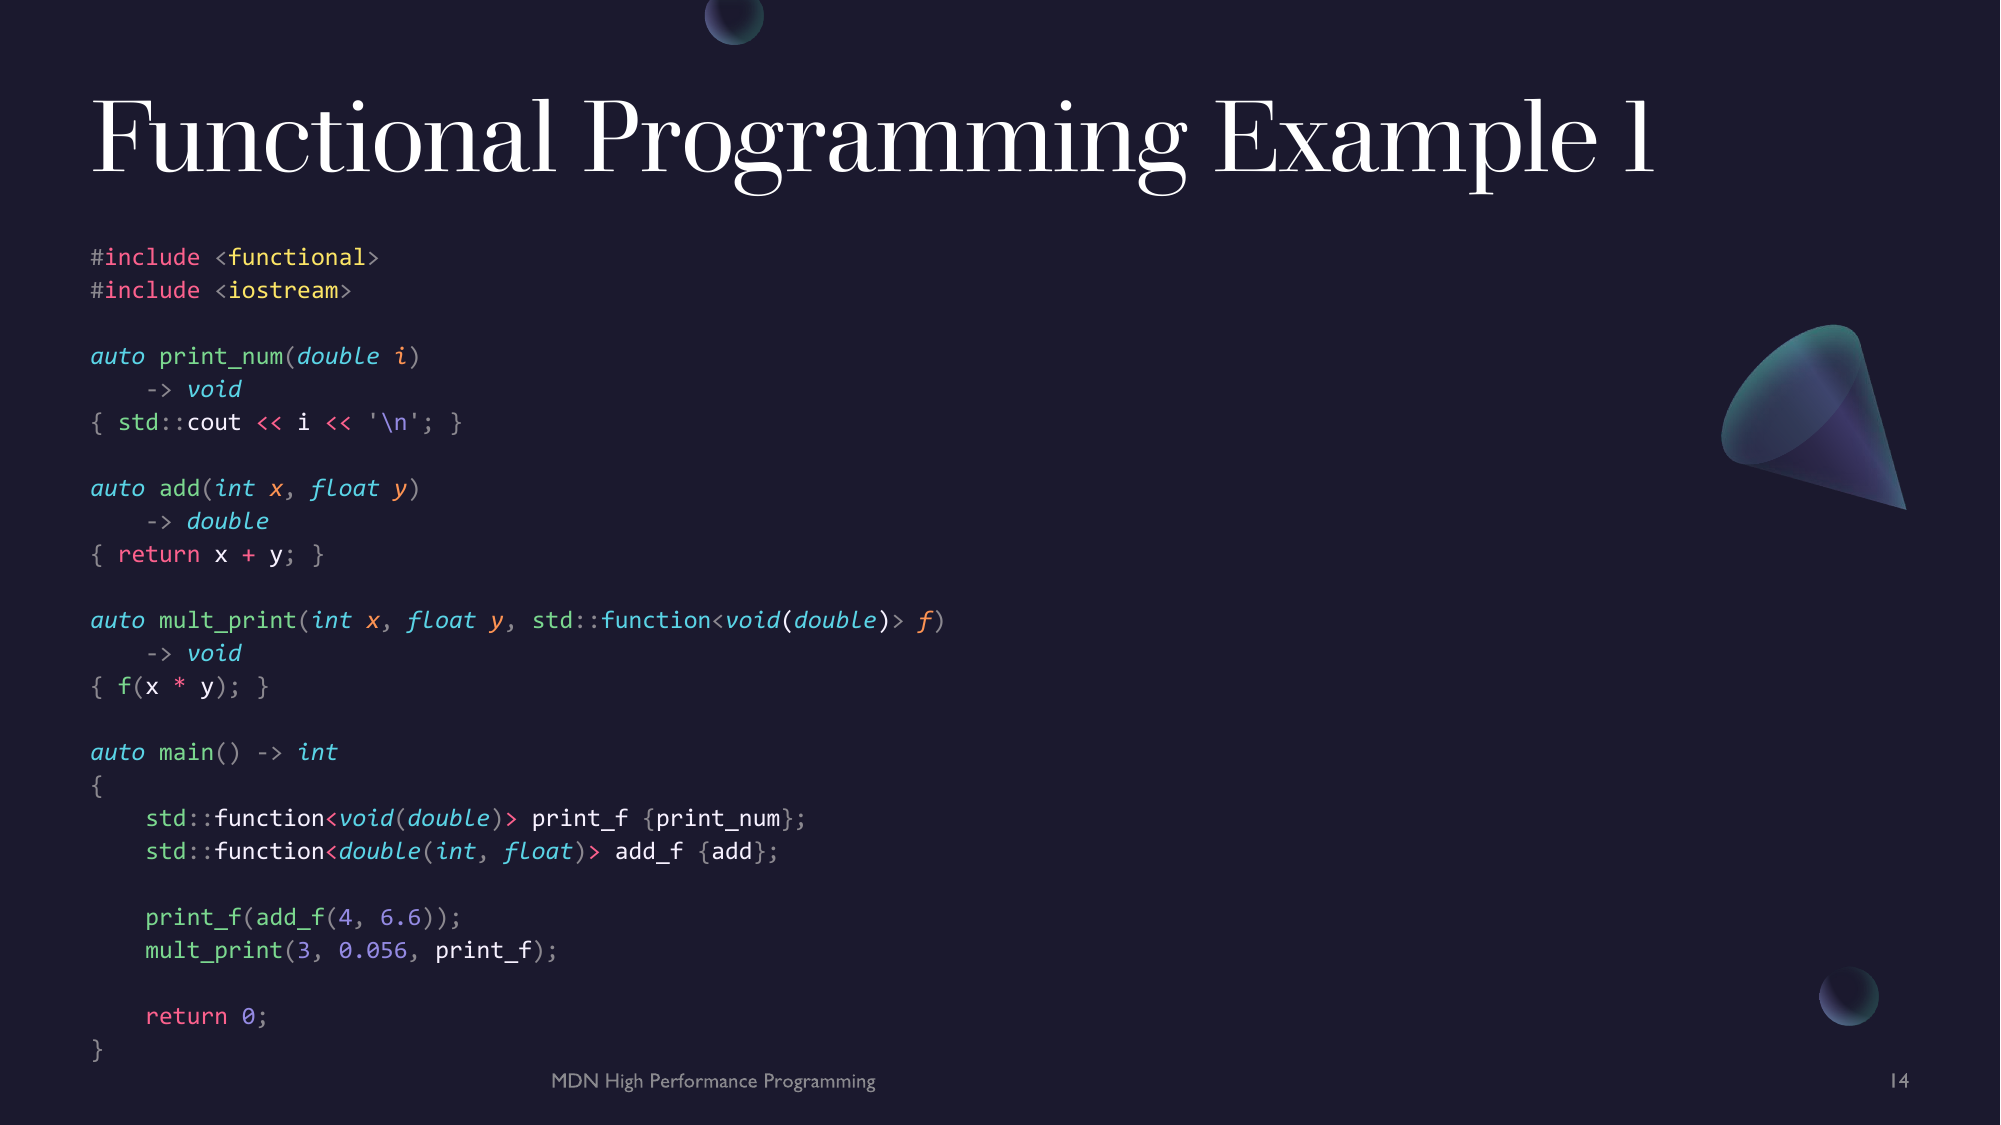 Functional Programming Example 1
#include <functional>
#include <iostream>
auto print_num(double i)
    -> void
{ std::cout << i << '\n'; }
auto add(int x, float y)
    -> double
{ return x + y; }
auto mult_print(int x, float y, std::function<void(double)> f)
    -> void
{ f(x * y); }
auto main() -> int
{
    std::function<void(double)> print_f {print_num};
    std::function<double(int, float)> add_f {add};
    print_f(add_f(4, 6.6));
    mult_print(3, 0.056, print_f);
    return 0;
}
MDN High Performance Programming
14